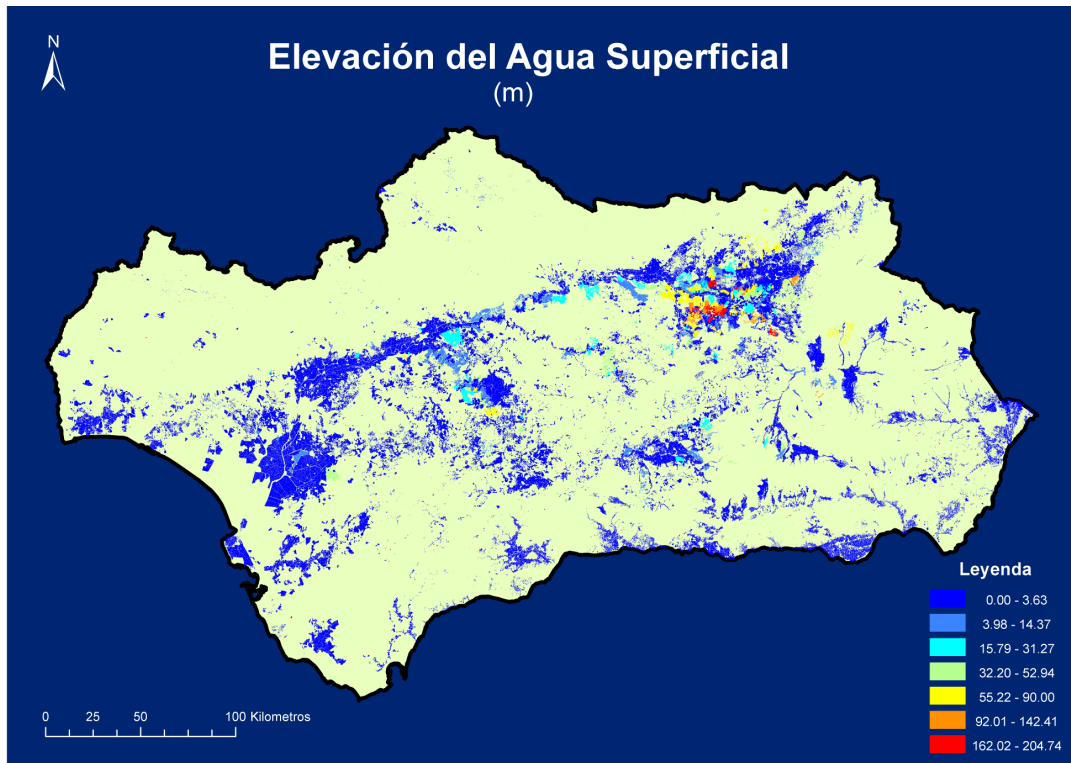 N
Elevación del Agua Superficial
(m)
Leyenda
0.00 - 3.63
3.98 - 14.37
15.79 - 31.27
32.20 - 52.94
55.22 - 90.00
92.01 - 142.41
162.02 - 204.74
0 25 50 100 Kilometros